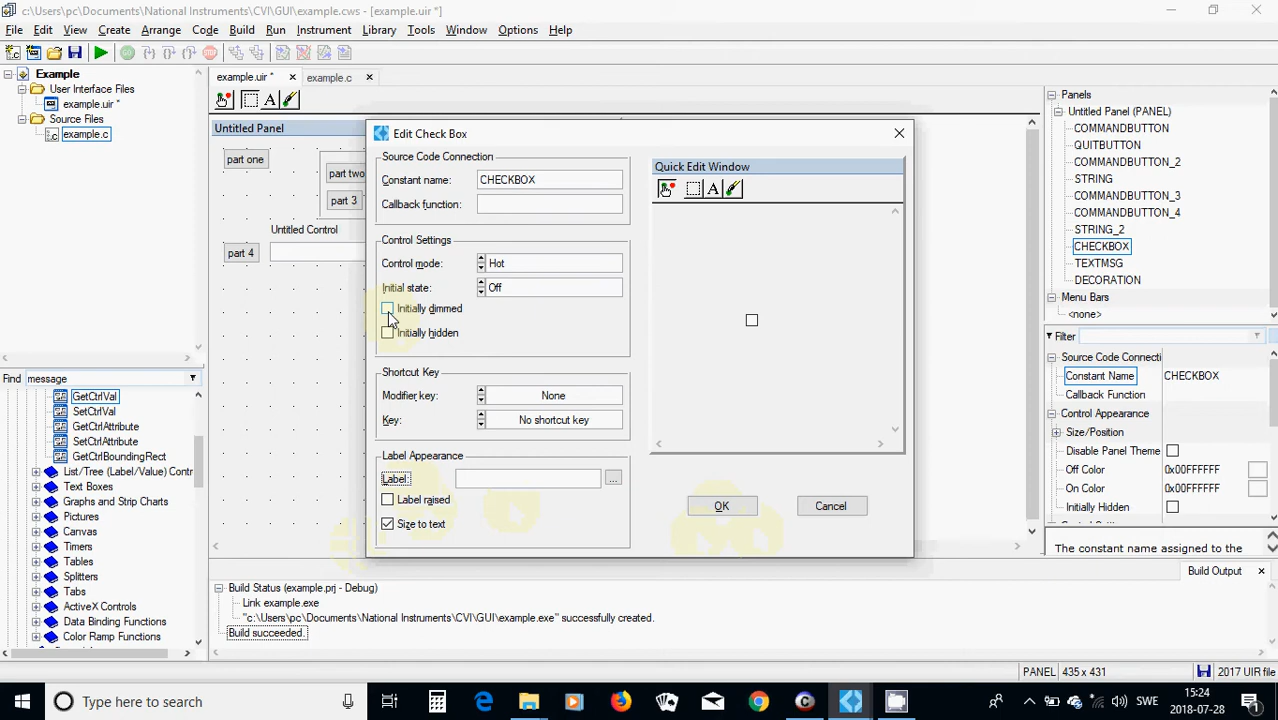 c:\Users\pc\Documents\National Instruments\CVI\GUI\example.cws - [example.uir *]
File Edit View Create Arrange Code Build Run Instrument Library Tools Window Options Help
Example
User Interface Files
example.uir *
Source Files
example.c
example.uir *
example.c
Untitled Panel
part one
part two
part 3
Untitled Control
part 4
Edit Check Box
Source Code Connection
Constant name: CHECKBOX
Callback function:
Control Settings
Control mode: Hot
Initial state: Off
Initially dimmed
Initially hidden
Shortcut Key
Modifier key: None
Key: No shortcut key
Label Appearance
Label:
...
Label raised
Size to text
Quick Edit Window
A
OK
Cancel
Panels
Untitled Panel (PANEL)
COMMANDBUTTON
QUITBUTTON
COMMANDBUTTON_2
STRING
COMMANDBUTTON_3
COMMANDBUTTON_4
STRING_2
CHECKBOX
TEXTMSG
DECORATION
Menu Bars
<none>
Filter
Source Code Connecti
Constant Name CHECKBOX
Callback Function
Control Appearance
Size/Position
Disable Panel Theme
Off Color 0x00FFFFFF
On Color 0x00FFFFFF
Initially Hidden
The constant name assigned to the
Find message
GetCtrlVal
SetCtrlVal
GetCtrlAttribute
SetCtrlAttribute
GetCtrlBoundingRect
List/Tree (Label/Value) Contr
Text Boxes
Graphs and Strip Charts
Pictures
Canvas
Timers
Tables
Splitters
Tabs
ActiveX Controls
Data Binding Functions
Color Ramp Functions
Build Output
Build Status (example.prj - Debug)
Link example.exe
"c:\Users\pc\Documents\National Instruments\CVI\GUI\example.exe" successfully created.
Build succeeded.
PANEL 435 x 431 2017 UIR file
Type here to search
SWE
15:24
2018-07-28